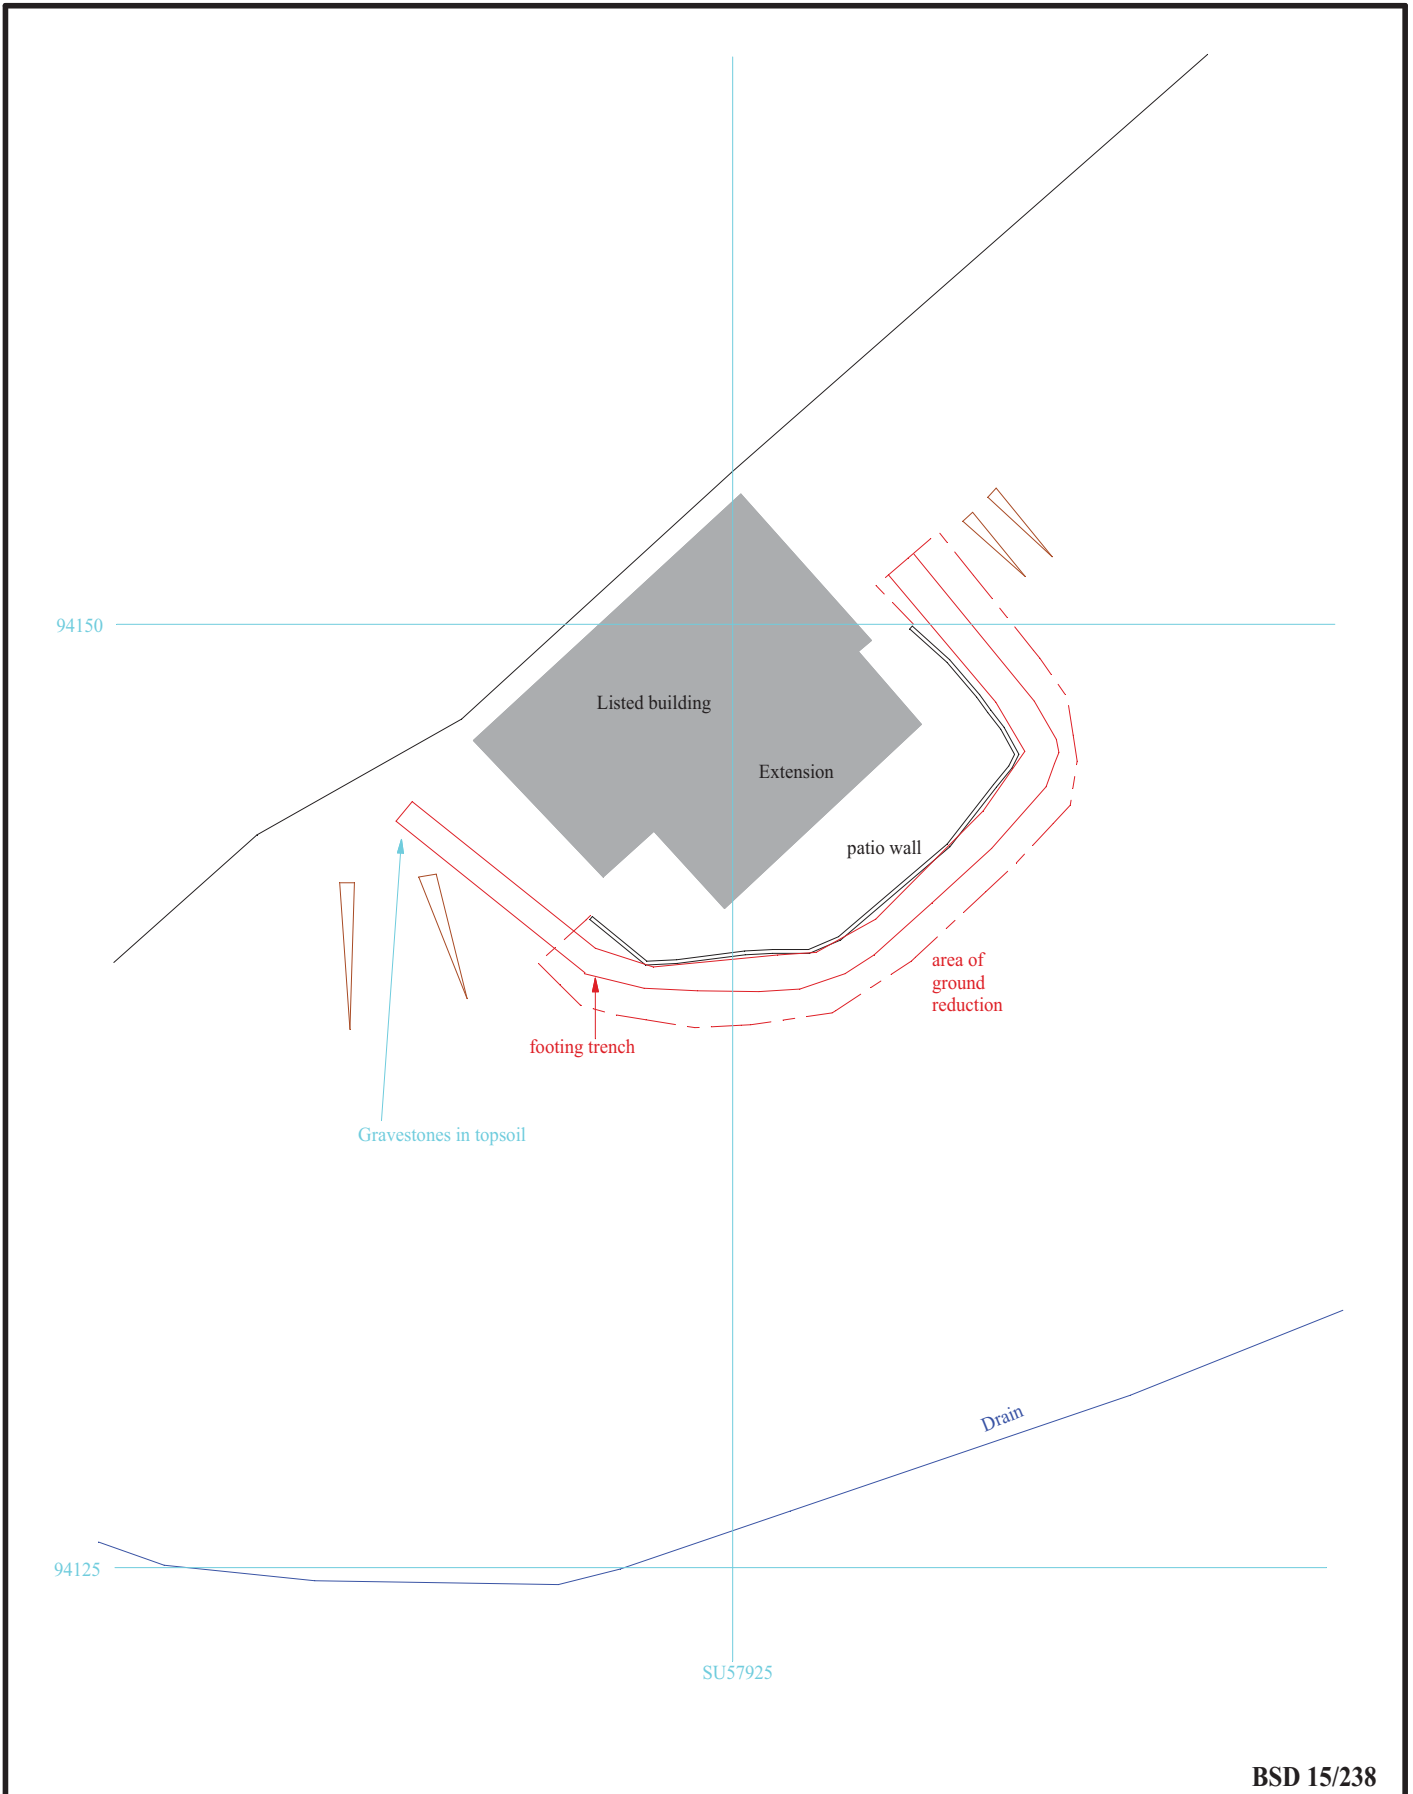 94150
Listed building
Extension
patio wall
area of
ground
reduction
footing trench
Gravestones in topsoil
Drain
94125
SU57925
BSD 15/238